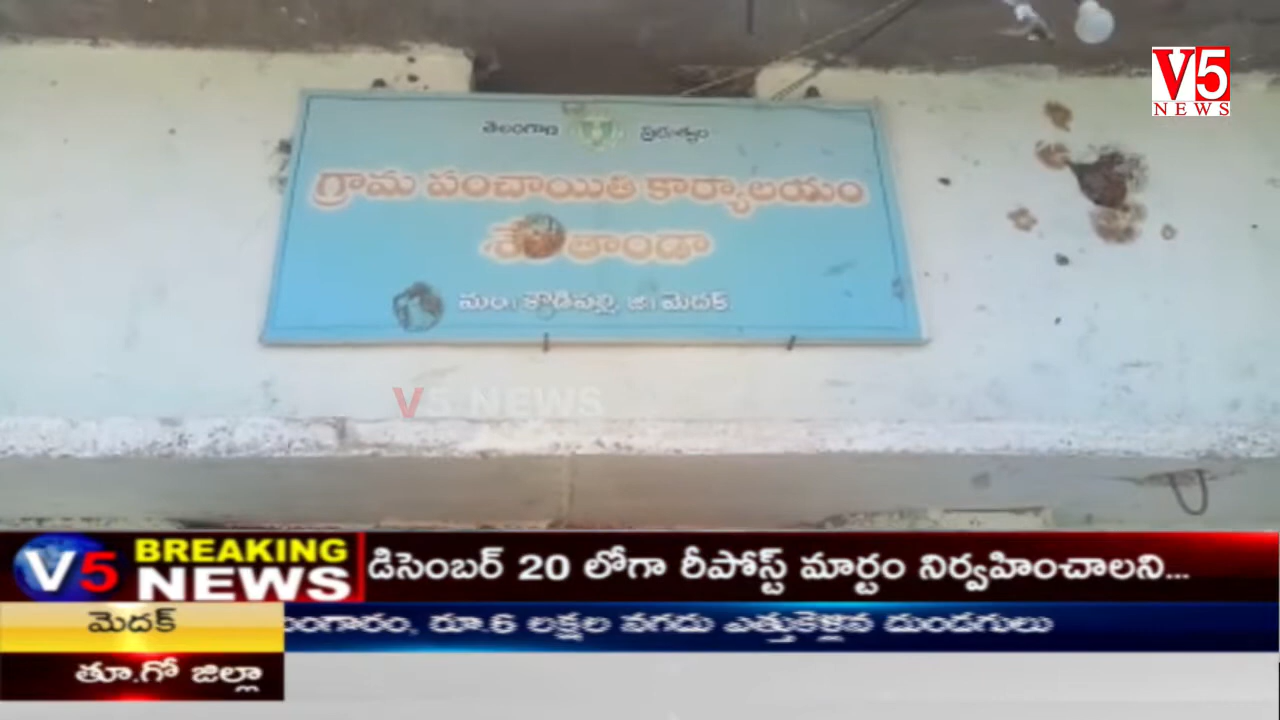 V5
NEWS
తెలంగాణ ప్రభుత్వం
గ్రామ పంచాయితి కార్యాలయం
తాండా
మం॥ కౌడిపల్లి, జి॥ మెదక్
V5 NEWS
V5 BREAKING NEWS
డిసెంబర్ 20 లోగా రీపోస్ట్ మార్టం నిర్వహించాలని...
మెదక్
బంగారం, రూ.6 లక్షల నగదు ఎత్తుకెళ్లిన దుండగులు
తూ.గో జిల్లా